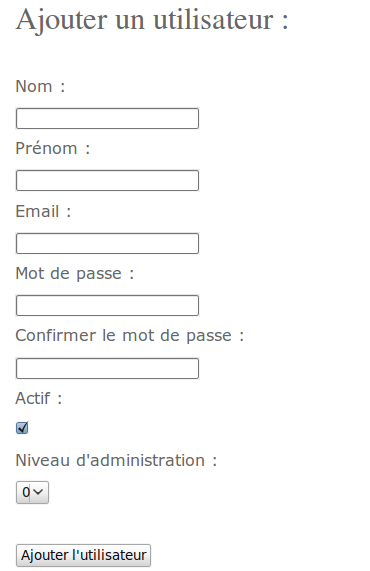 Ajouter un utilisateur :
Nom :
Prénom :
Email :
Mot de passe :
Confirmer le mot de passe :
Actif :
Niveau d'administration :
0
Ajouter l'utilisateur